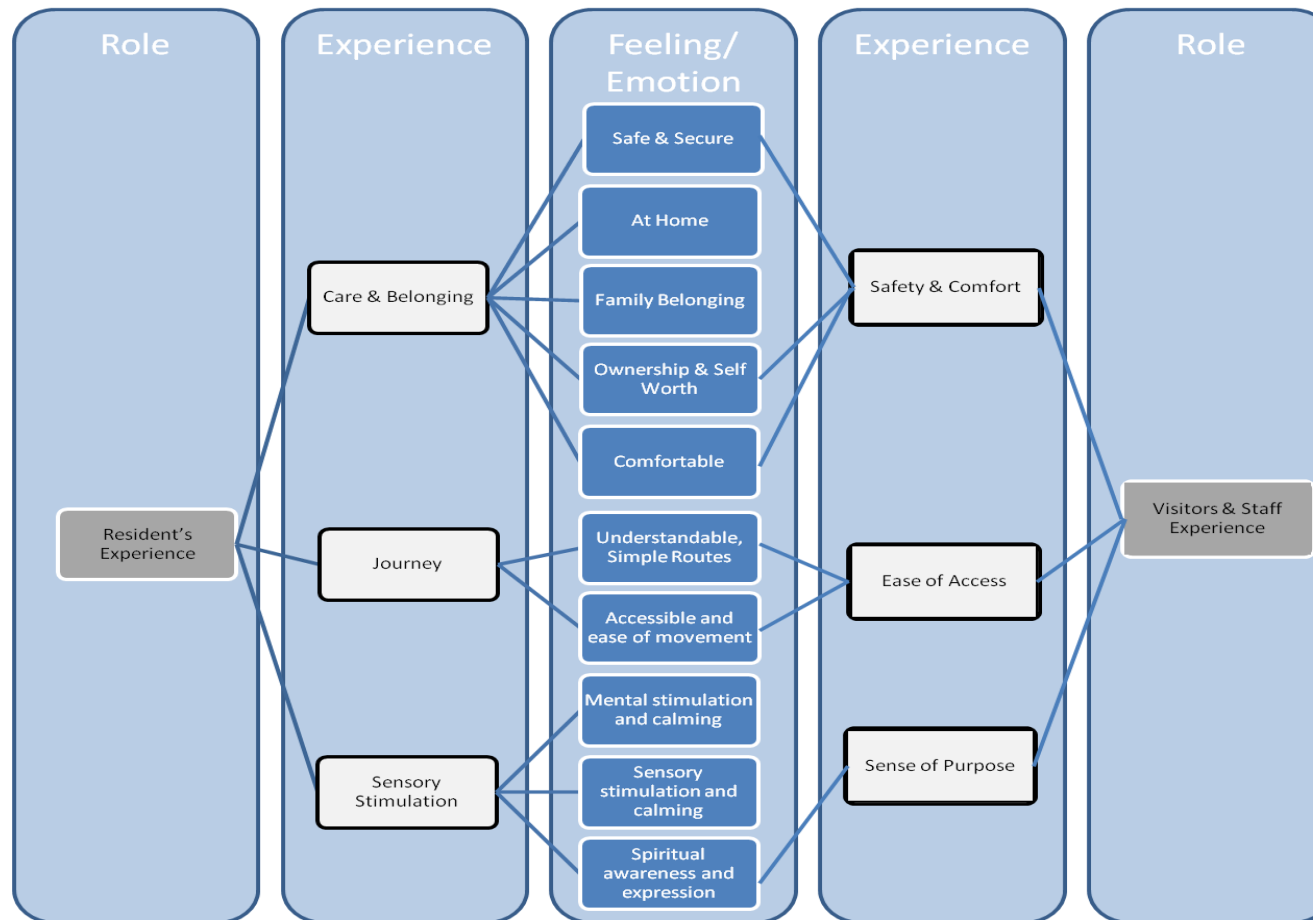 Role
Experience
Feeling/
Emotion
Experience
Role
Safe & Secure
At Home
Family Belonging
Ownership & Self
Worth
Comfortable
Understandable,
Simple Routes
Accessible and
ease of movement
Mental stimulation
and calming
Sensory
stimulation and
calming
Spiritual
awareness and
expression
Care & Belonging
Journey
Sensory
Stimulation
Resident's
Experience
Safety & Comfort
Ease of Access
Sense of Purpose
Visitors & Staff
Experience